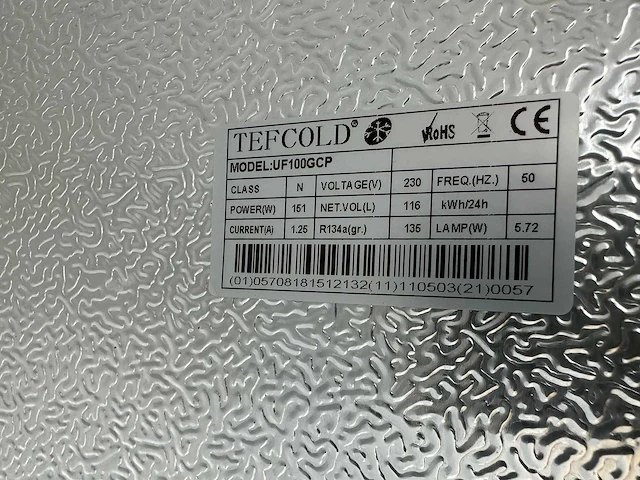 TEFCOLD® RoHS CE
MODEL:UF100GCP
CLASS N VOLTAGE(V) 230 FREQ.(HZ.) 50
POWER(W) 151 NET.VOL(L) 116 kWh/24h
CURRENT(A) 1.25 R134a(gr.) 135 LAMP(W) 5.72
(01)05708181512132(11)110503(21)0057